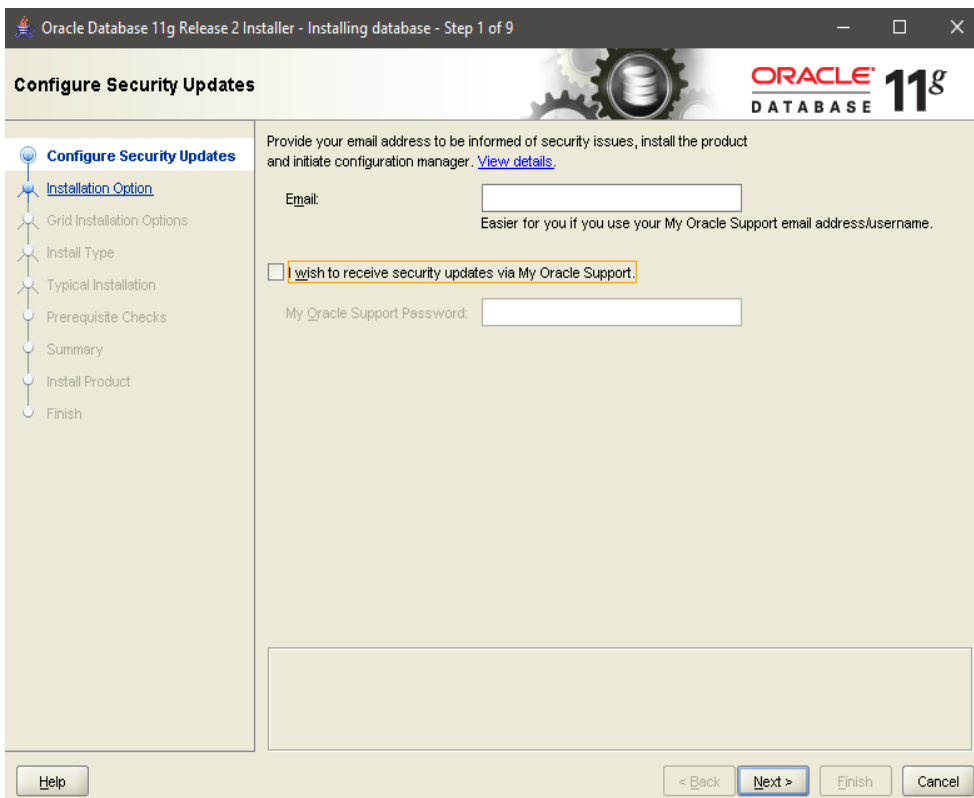 Oracle Database 11g Release 2 Installer - Installing database - Step 1 of 9
Configure Security Updates
ORACLE 11g
DATABASE
Configure Security Updates
Installation Option
Grid Installation Options
Install Type
Typical Installation
Prerequisite Checks
Summary
Install Product
Finish
Provide your email address to be informed of security issues, install the product
and initiate configuration manager. View details.
Email:
Easier for you if you use your My Oracle Support email address/username.
I wish to receive security updates via My Oracle Support.
My Oracle Support Password:
Help
< Back
Next >
Finish
Cancel